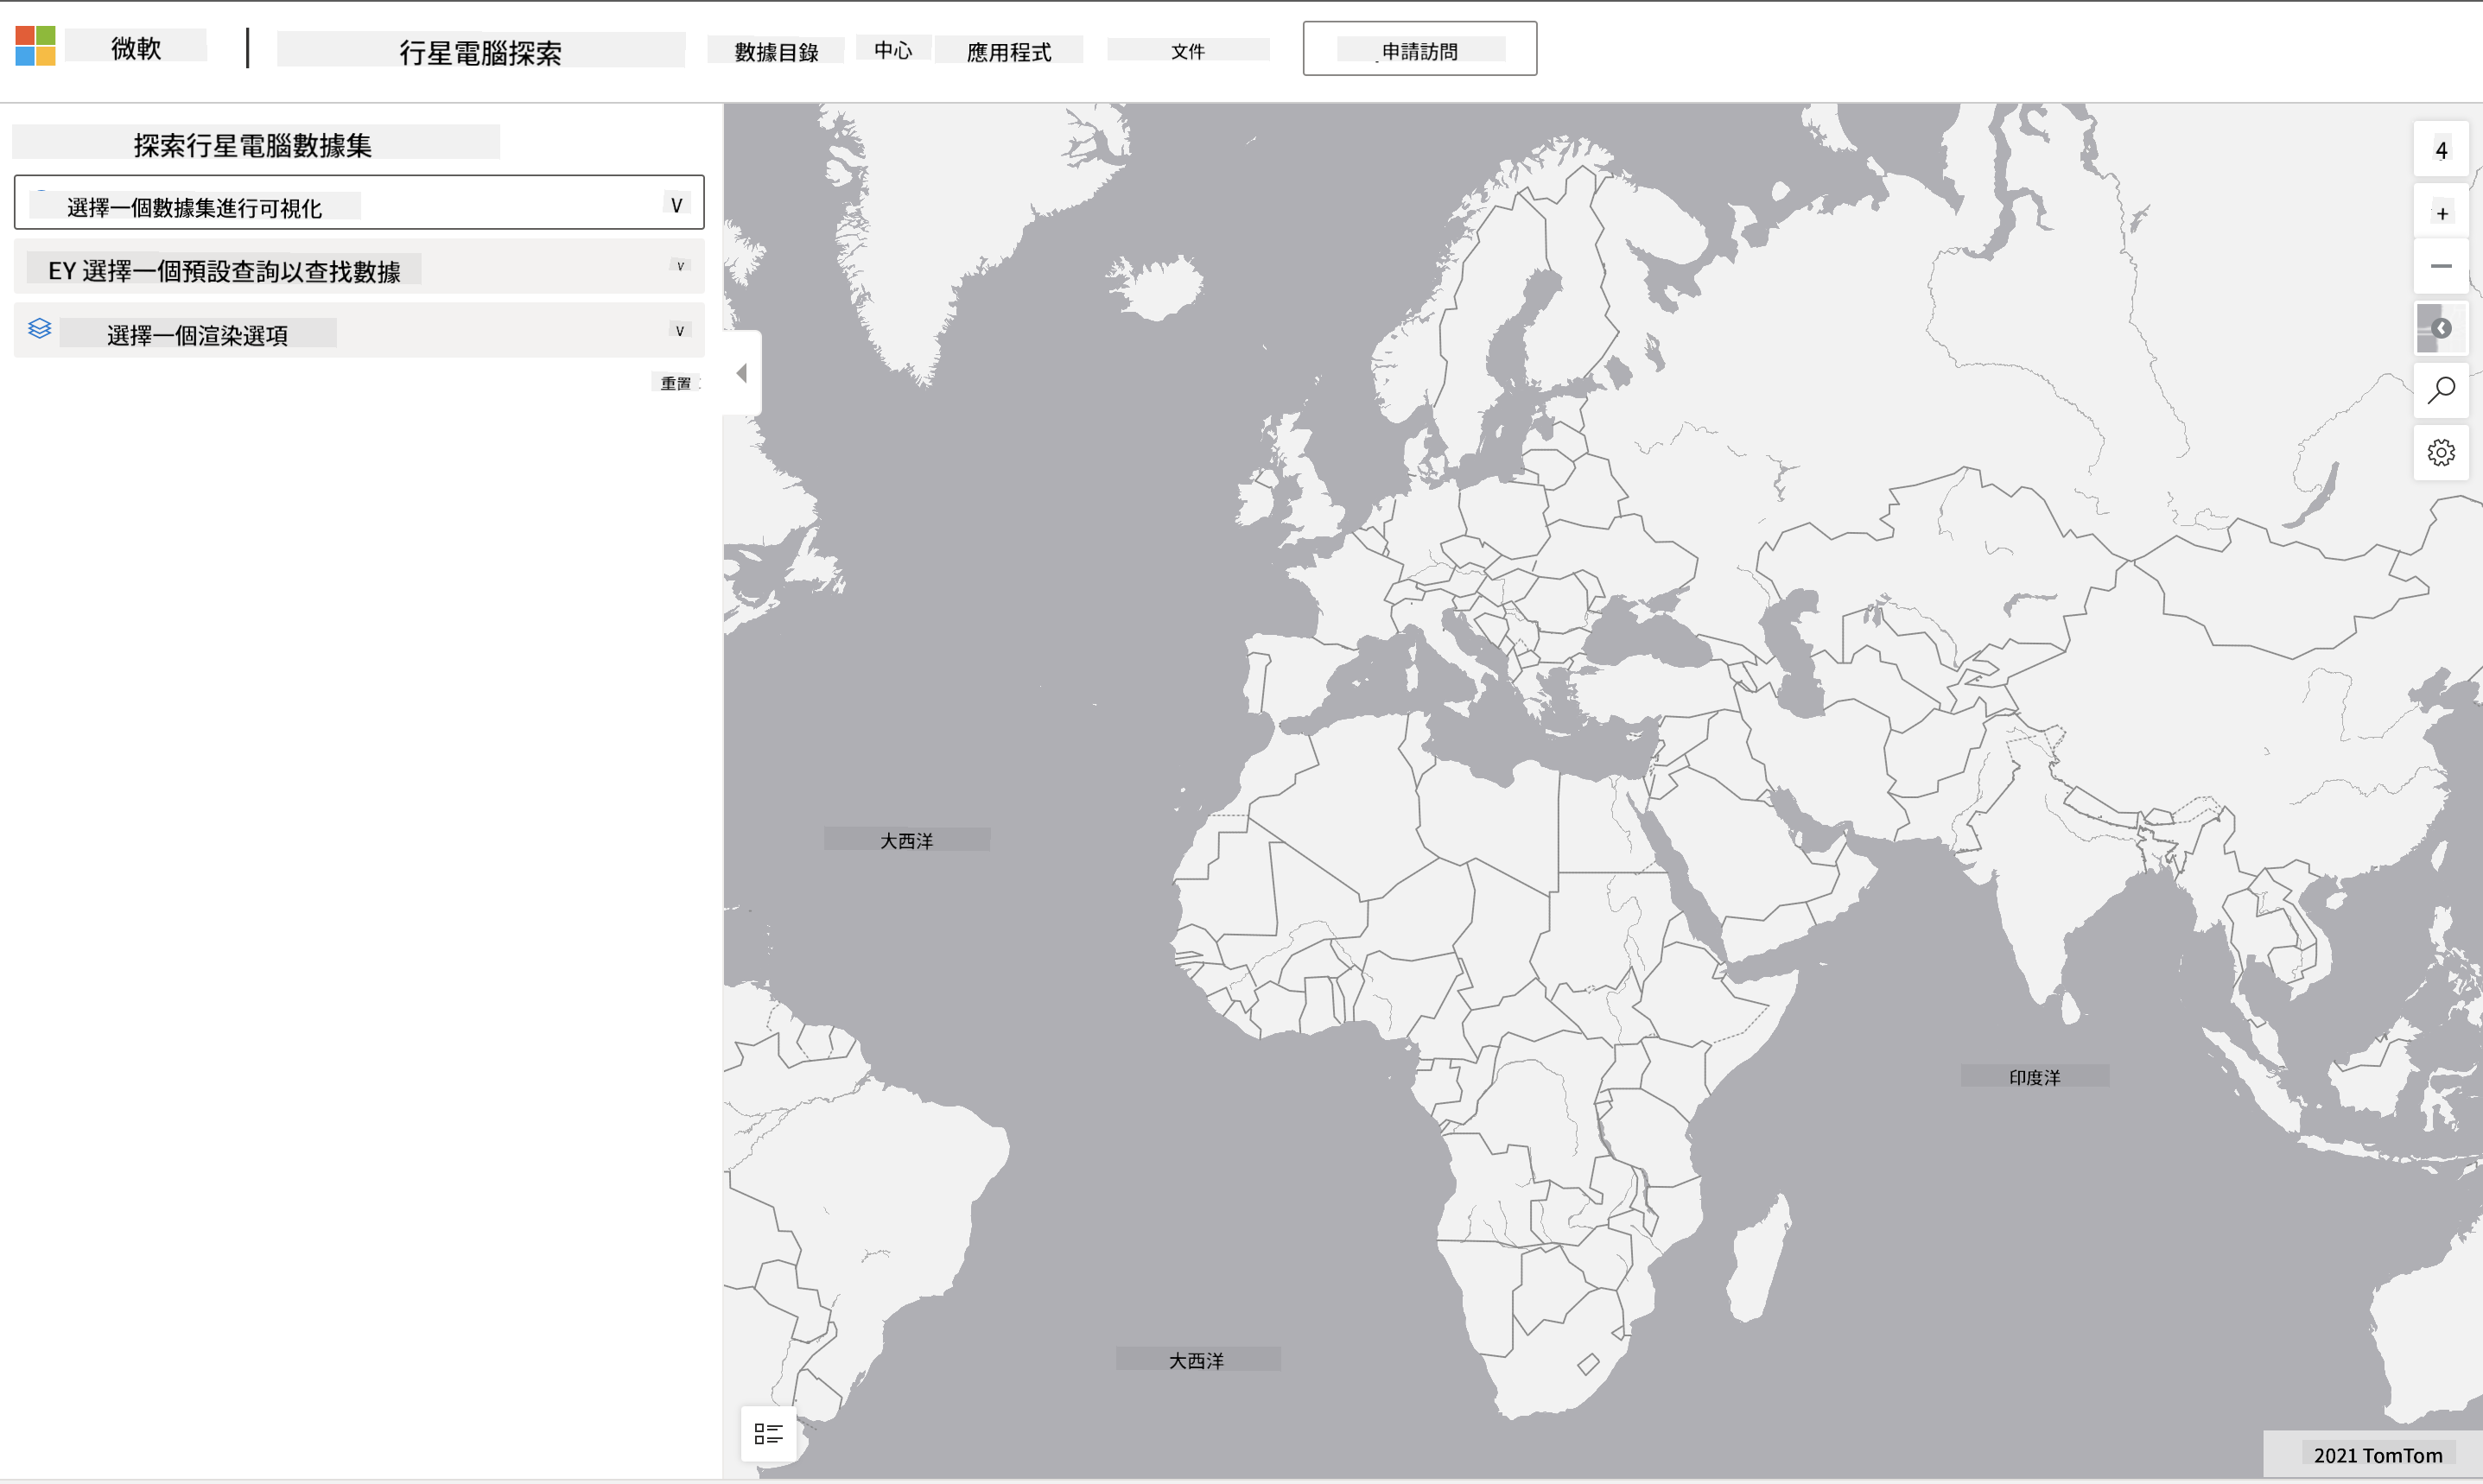 微軟
行星電腦探索
數據目錄
中心
應用程式
文件
申請訪問
探索行星電腦數據集
選擇一個數據集進行可視化
V
EY 選擇一個預設查詢以查找數據
V
選擇一個渲染選項
V
重置
4
+
大西洋
印度洋
大西洋
2021 TomTom